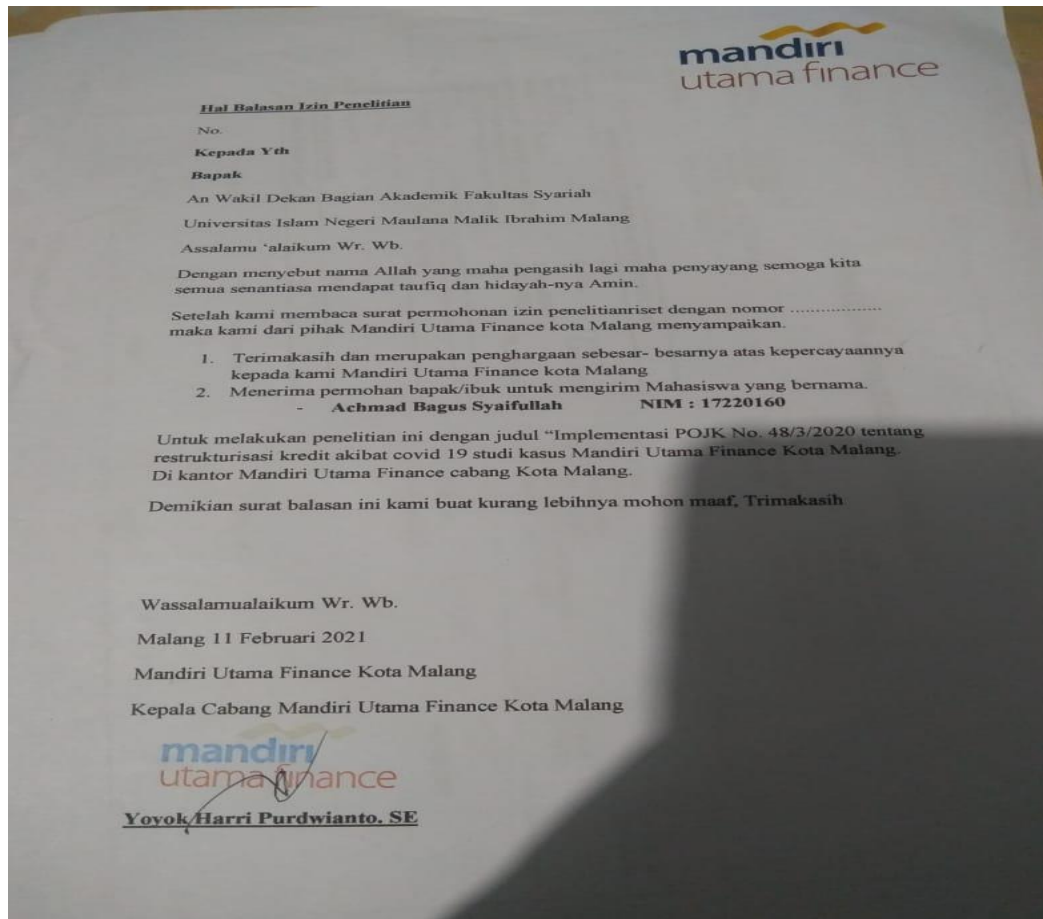 mandiri
utama finance
Hal Balasan Izin Penelitian
No.
Kepada Yth
Bapak
An Wakil Dekan Bagian Akademik Fakultas Syariah
Universitas Islam Negeri Maulana Malik Ibrahim Malang
Assalamu ‘alaikum Wr. Wb.
Dengan menyebut nama Allah yang maha pengasih lagi maha penyayang semoga kita
semua senantiasa mendapat taufiq dan hidayah-nya Amin.
Setelah kami membaca surat permohonan izin penelitianriset dengan nomor ..................
maka kami dari pihak Mandiri Utama Finance kota Malang menyampaikan.
1. Terimakasih dan merupakan penghargaan sebesar- besarnya atas kepercayaannya
kepada kami Mandiri Utama Finance kota Malang
2. Menerima permohan bapak/ibuk untuk mengirim Mahasiswa yang bernama.
- Achmad Bagus Syaifullah NIM : 17220160
Untuk melakukan penelitian ini dengan judul “Implementasi POJK No. 48/3/2020 tentang
restrukturisasi kredit akibat covid 19 studi kasus Mandiri Utama Finance Kota Malang.
Di kantor Mandiri Utama Finance cabang Kota Malang.
Demikian surat balasan ini kami buat kurang lebihnya mohon maaf, Trimakasih
Wassalamualaikum Wr. Wb.
Malang 11 Februari 2021
Mandiri Utama Finance Kota Malang
Kepala Cabang Mandiri Utama Finance Kota Malang
mandiri
utama finance
Yoyok Harri Purdwianto. SE